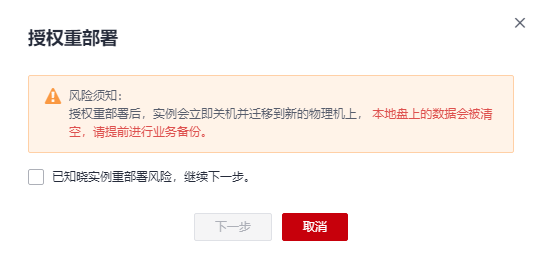 授权重部署
风险须知：
授权重部署后，实例会立即关机并迁移到新的物理机上， 本地盘上的数据会被清
空，请提前进行业务备份。
已知晓实例重部署风险，继续下一步。
下一步 取消